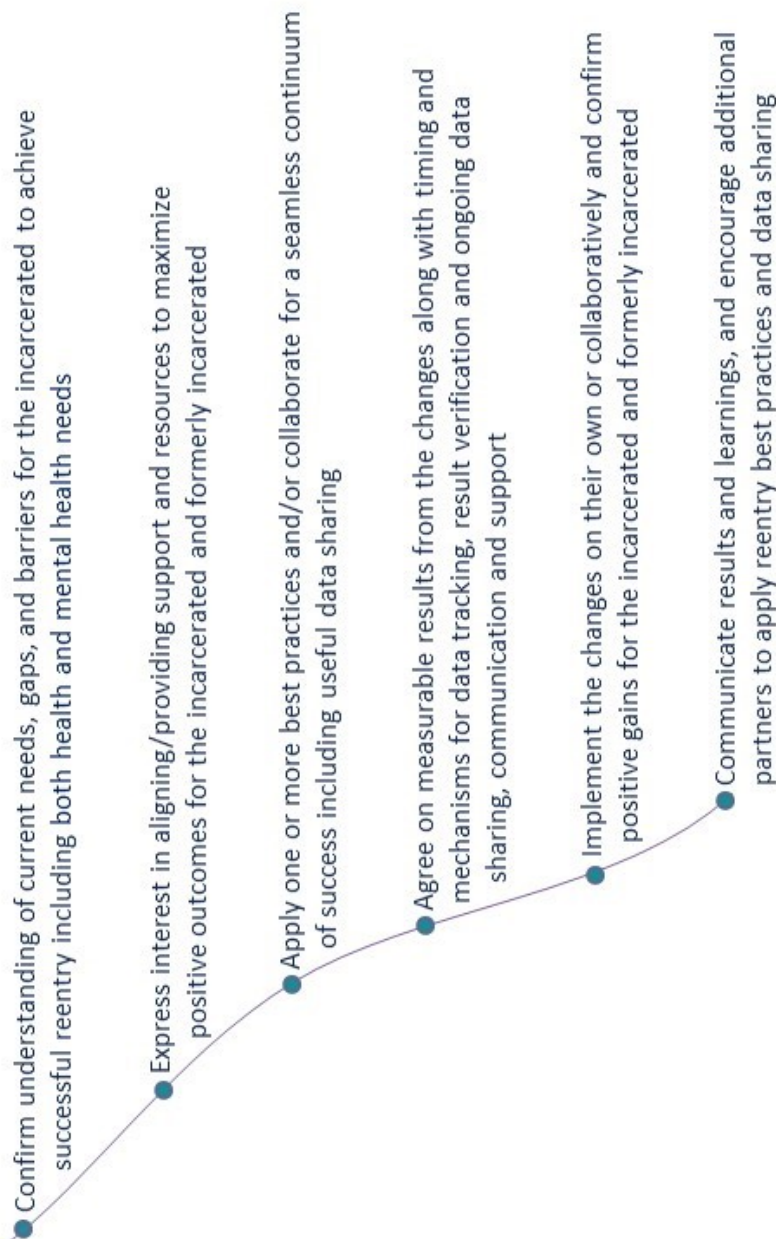 Confirm understanding of current needs, gaps, and barriers for the incarcerated to achieve
successful reentry including both health and mental health needs
Express interest in aligning/providing support and resources to maximize
positive outcomes for the incarcerated and formerly incarcerated
Apply one or more best practices and/or collaborate for a seamless continuum
of success including useful data sharing
Agree on measurable results from the changes along with timing and
mechanisms for data tracking, result verification and ongoing data
sharing, communication and support
Implement the changes on their own or collaboratively and confirm
positive gains for the incarcerated and formerly incarcerated
Communicate results and learnings, and encourage additional
partners to apply reentry best practices and data sharing